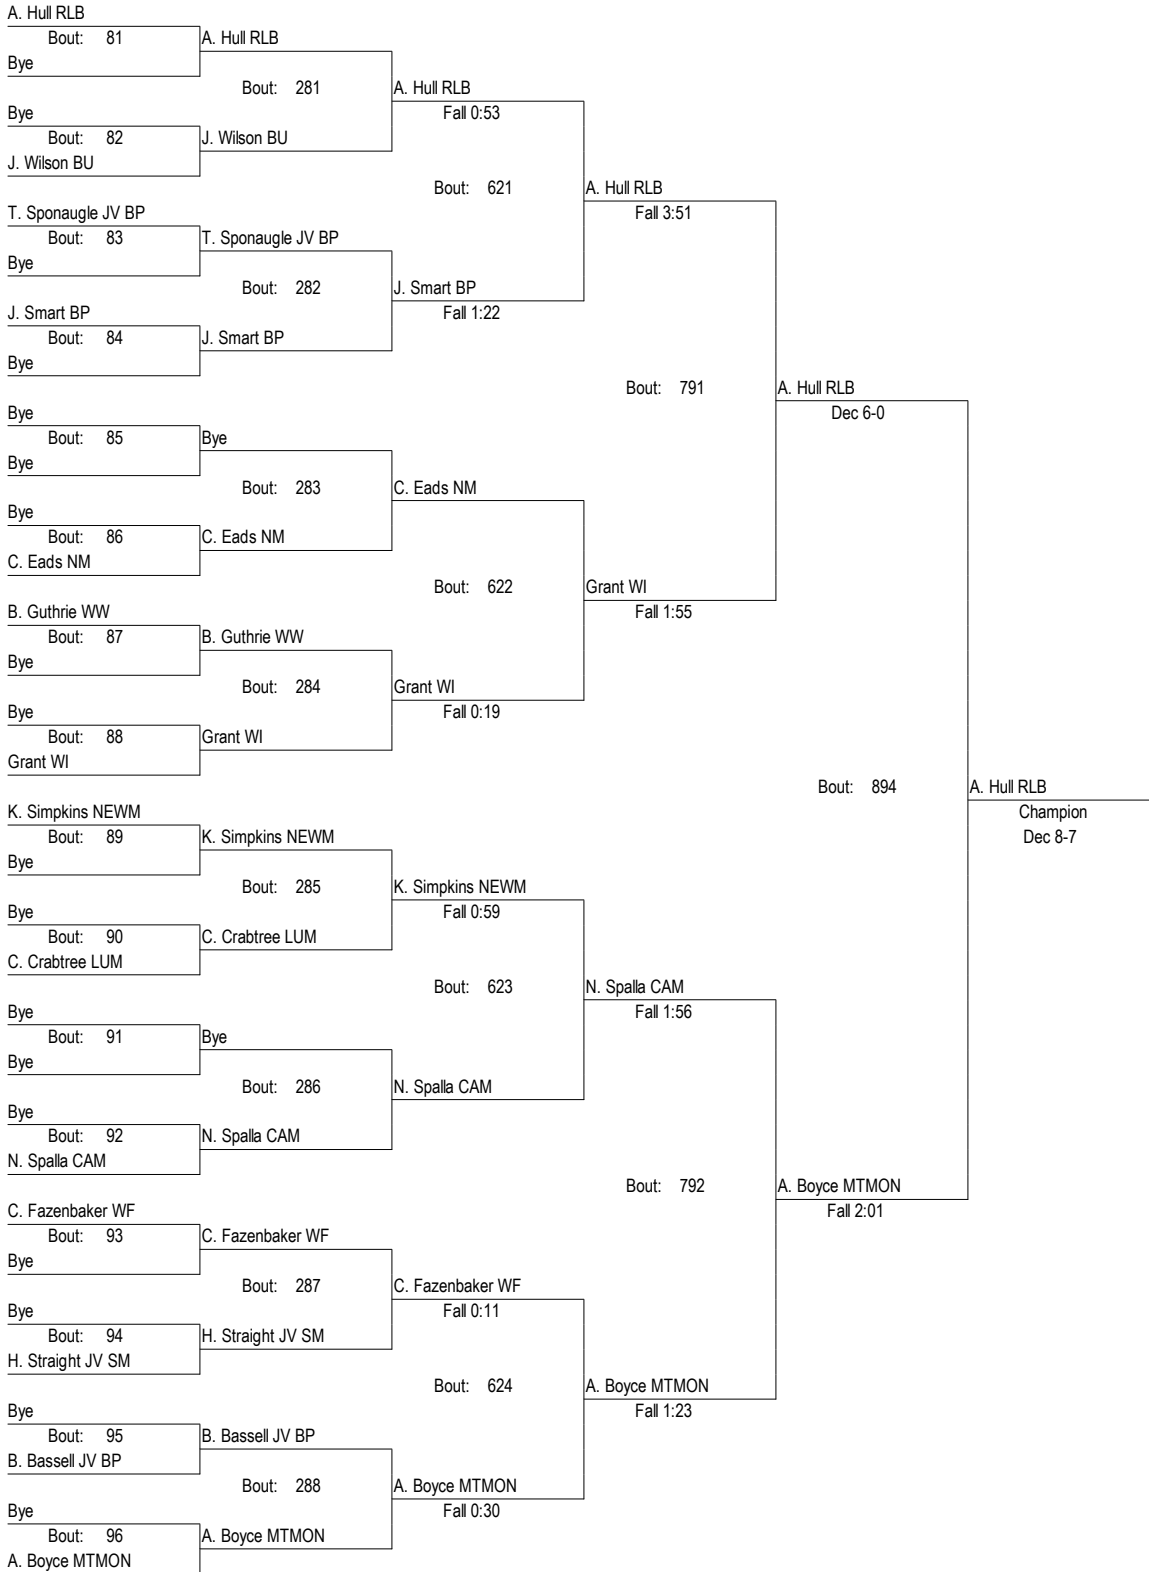 A. Hull RLB
Bout: 81
A. Hull RLB
Bye
Bout: 281
A. Hull RLB
Fall 0:53
Bye
Bout: 82
J. Wilson BU
J. Wilson BU
Bout: 621
A. Hull RLB
Fall 3:51
T. Sponaugle JV BP
Bout: 83
T. Sponaugle JV BP
Bye
Bout: 282
J. Smart BP
Fall 1:22
J. Smart BP
Bout: 84
J. Smart BP
Bye
Bout: 791
A. Hull RLB
Dec 6-0
Bye
Bout: 85
Bye
Bye
Bout: 283
C. Eads NM
Bye
Bout: 86
C. Eads NM
C. Eads NM
Bout: 622
Grant WI
Fall 1:55
B. Guthrie WW
Bout: 87
B. Guthrie WW
Bye
Bout: 284
Grant WI
Fall 0:19
Bye
Bout: 88
Grant WI
Grant WI
Bout: 894
A. Hull RLB
Champion
Dec 8-7
K. Simpkins NEWM
Bout: 89
K. Simpkins NEWM
Bye
Bout: 285
K. Simpkins NEWM
Fall 0:59
Bye
Bout: 90
C. Crabtree LUM
C. Crabtree LUM
Bout: 623
N. Spalla CAM
Fall 1:56
Bye
Bout: 91
Bye
Bye
Bout: 286
N. Spalla CAM
Bye
Bout: 92
N. Spalla CAM
N. Spalla CAM
Bout: 792
A. Boyce MTMON
Fall 2:01
C. Fazenbaker WF
Bout: 93
C. Fazenbaker WF
Bye
Bout: 287
C. Fazenbaker WF
Fall 0:11
Bye
Bout: 94
H. Straight JV SM
H. Straight JV SM
Bout: 624
A. Boyce MTMON
Fall 1:23
Bye
Bout: 95
B. Bassell JV BP
B. Bassell JV BP
Bout: 288
A. Boyce MTMON
Fall 0:30
Bye
Bout: 96
A. Boyce MTMON
A. Boyce MTMON